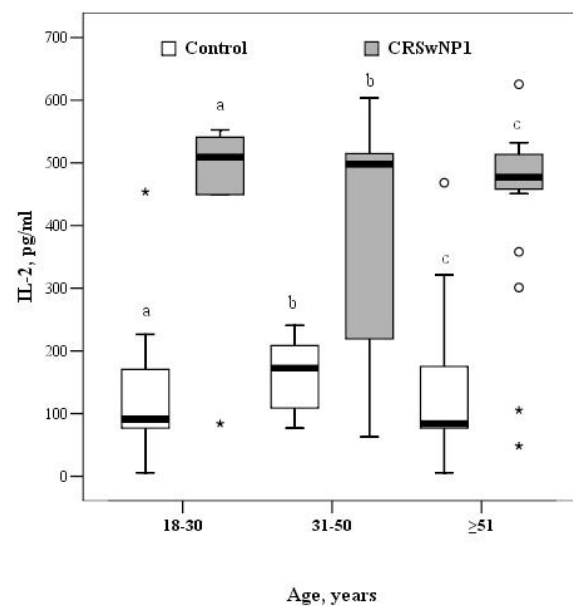 700
Control CRSwNP1
600
500
400
300
200
100
0
a
a
b
b
c
c
*
*
*
*
IL-2, pg/ml
18-30 31-50 ≥51
Age, years